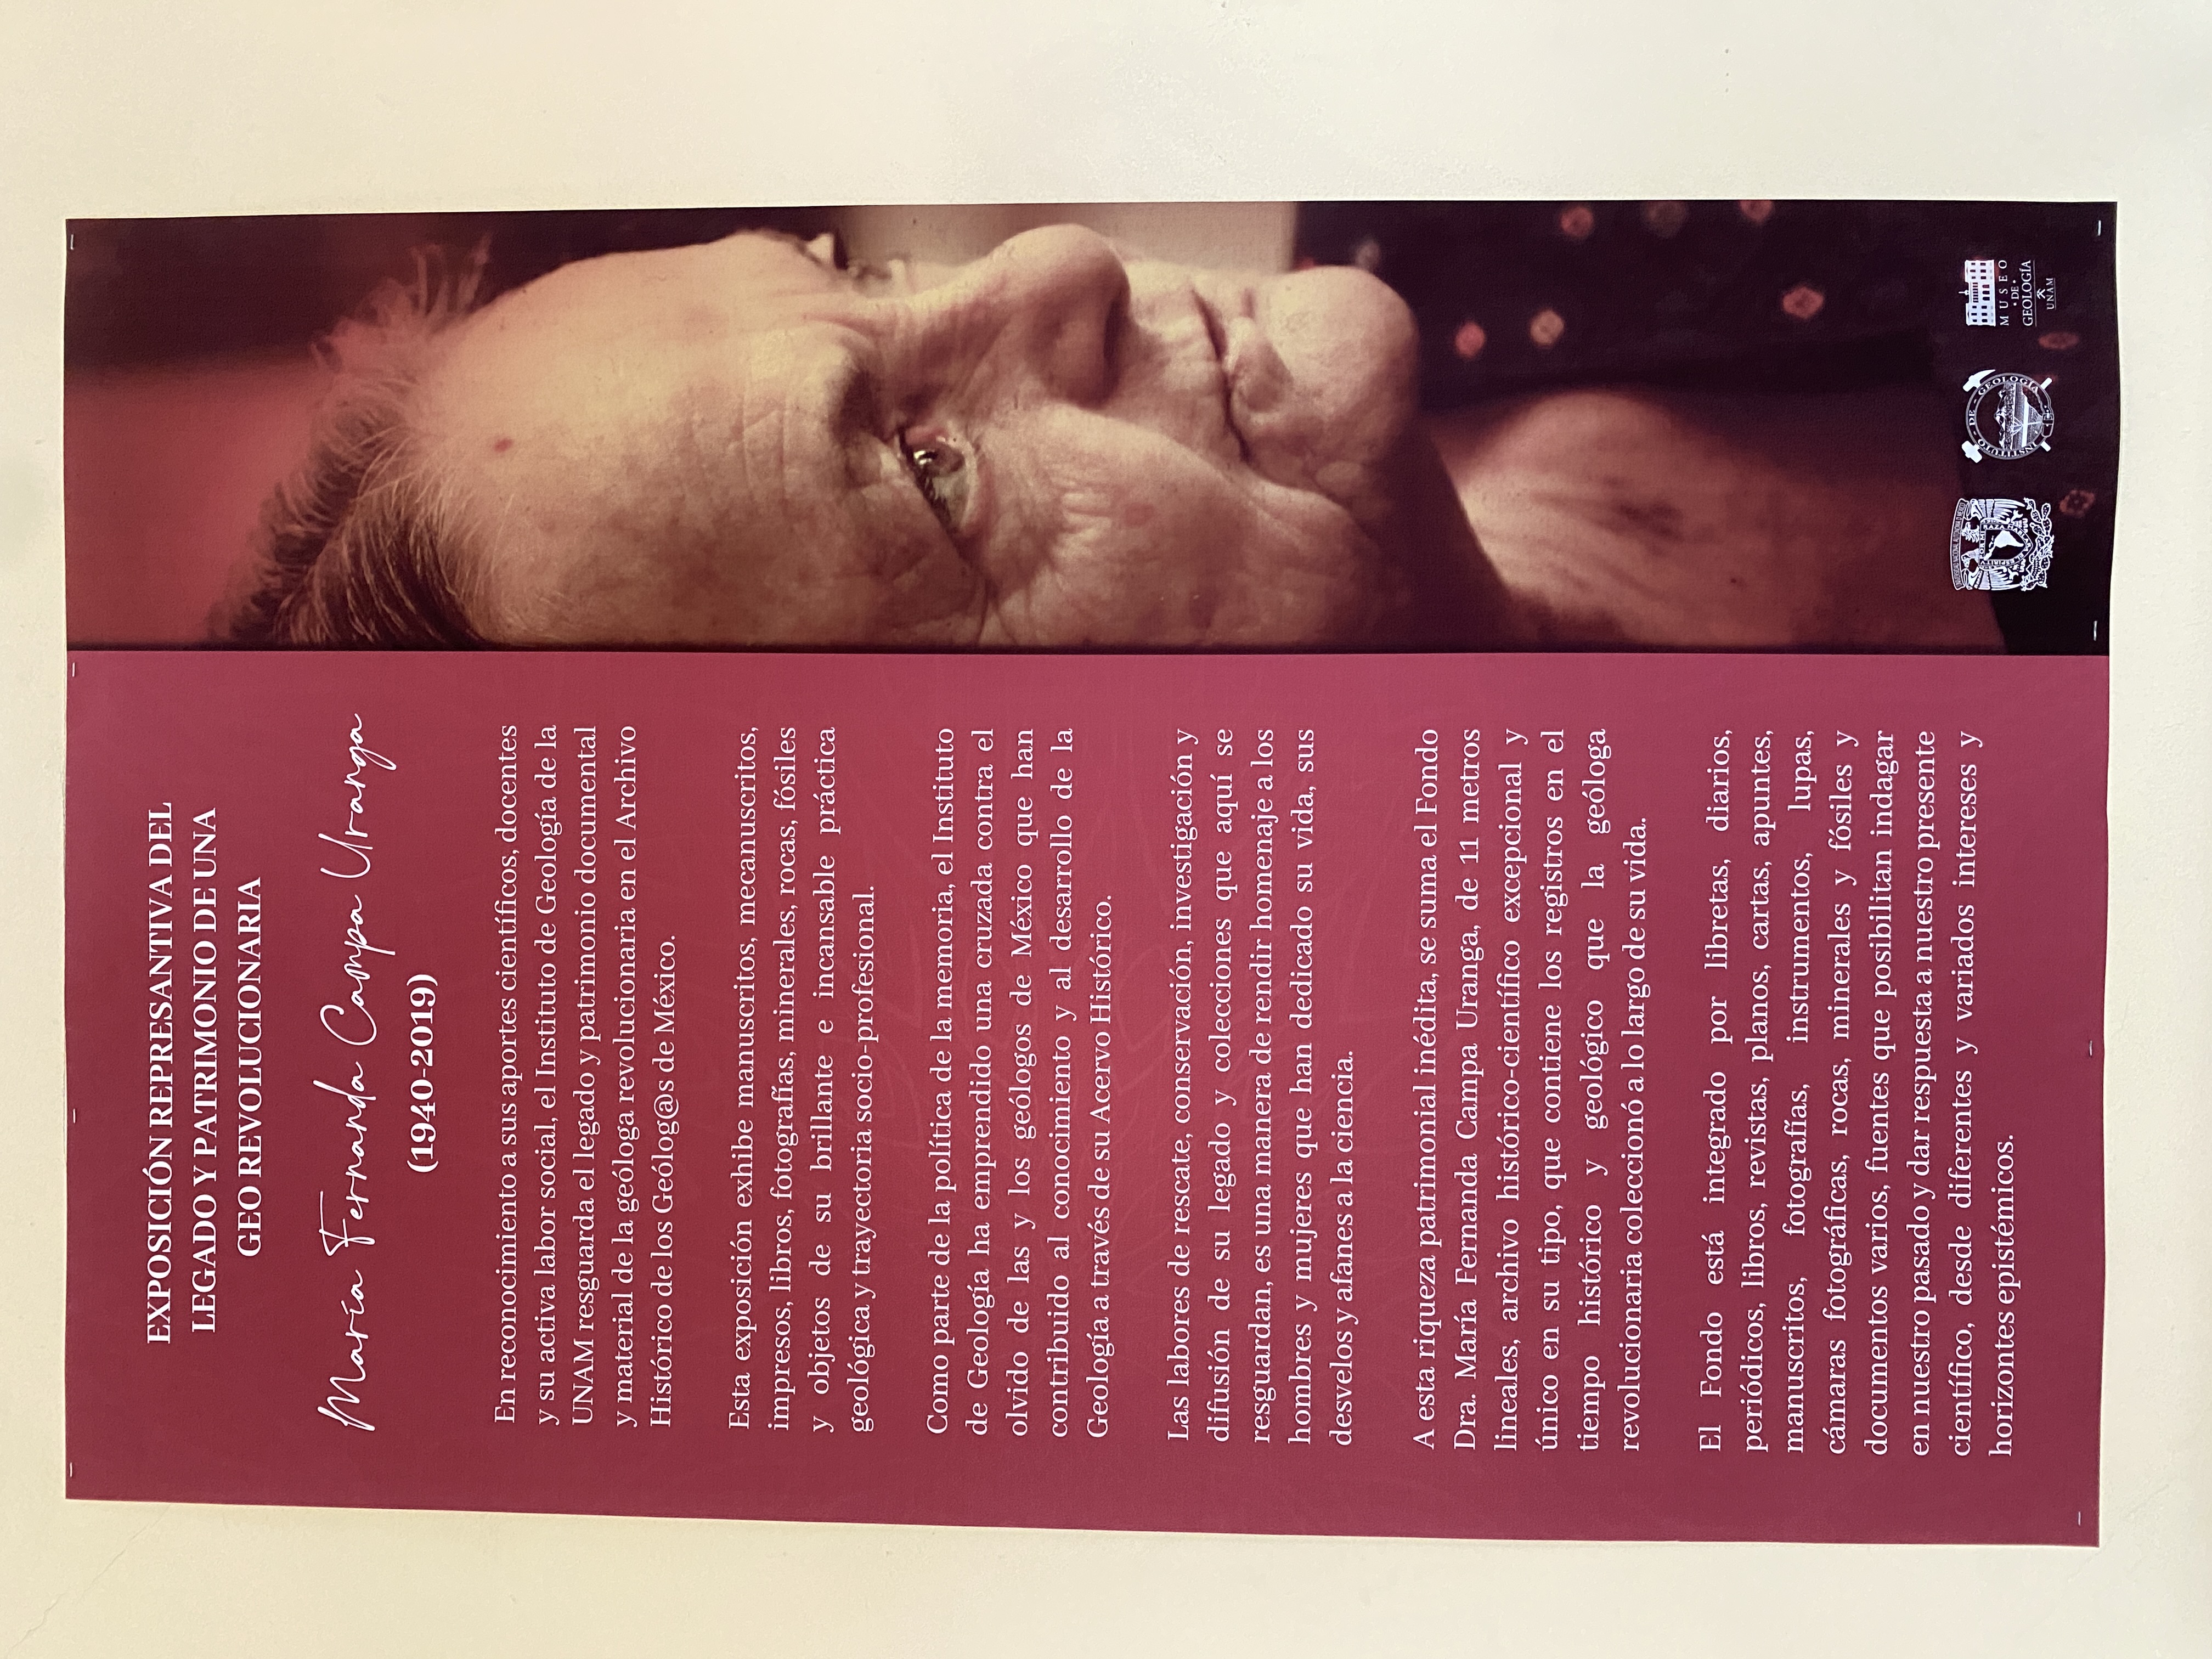 EXPOSICIÓN REPRESANTIVA DEL
LEGADO Y PATRIMONIO DE UNA
GEO REVOLUCIONARIA
María Fernanda Campa Uranga
(1940-2019)
En reconocimiento a sus aportes científicos, docentes
y su activa labor social, el Instituto de Geología de la
UNAM resguarda el legado y patrimonio documental
y material de la geóloga revolucionaria en el Archivo
Histórico de los Geólog@s de México.
Esta exposición exhibe manuscritos, mecanuscritos,
impresos, libros, fotografías, minerales, rocas, fósiles
y objetos de su brillante e incansable práctica
geológica y trayectoria socio-profesional.
Como parte de la política de la memoria, el Instituto
de Geología ha emprendido una cruzada contra el
olvido de las y los geólogos de México que han
contribuido al conocimiento y al desarrollo de la
Geología a través de su Acervo Histórico.
Las labores de rescate, conservación, investigación y
difusión de su legado y colecciones que aquí se
resguardan, es una manera de rendir homenaje a los
hombres y mujeres que han dedicado su vida, sus
desvelos y afanes a la ciencia.
A esta riqueza patrimonial inédita, se suma el Fondo
Dra. María Fernanda Campa Uranga, de 11 metros
lineales, archivo histórico-científico excepcional y
único en su tipo, que contiene los registros en el
tiempo histórico y geológico que la geóloga
revolucionaria coleccionó a lo largo de su vida.
El Fondo está integrado por libretas, diarios,
periódicos, libros, revistas, planos, cartas, apuntes,
manuscritos, fotografías, instrumentos, lupas,
cámaras fotográficas, rocas, minerales y fósiles y
documentos varios, fuentes que posibilitan indagar
en nuestro pasado y dar respuesta a nuestro presente
científico, desde diferentes y variados intereses y
horizontes epistémicos.
INSTITUTO DE GEOLOGIA
MUSEO
·DE·
GEOLOGÍA
UNAM